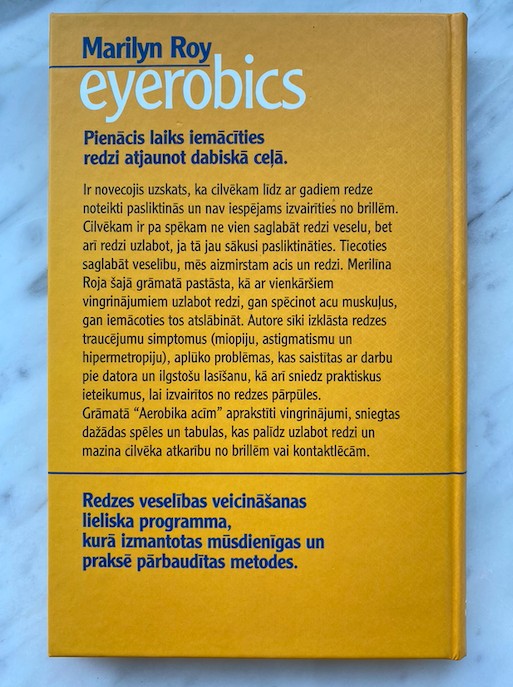 Marilyn Roy
eyerobics
Pienācis laiks iemācīties
redzi atjaunot dabiskā ceļā.
Ir novecojis uzskats, ka cilvēkam līdz ar gadiem redze
noteikti pasliktinās un nav iespējams izvairīties no brillēm.
Cilvēkam ir pa spēkam ne vien saglabāt redzi veselu, bet
arī redzi uzlabot, ja tā jau sākusi pasliktināties. Tiecoties
saglabāt veselību, mēs aizmirstam acis un redzi. Merilīna
Roja šajā grāmatā pastāsta, kā ar vienkāršiem
vingrinājumiem uzlabot redzi, gan spēcinot acu muskuļus,
gan iemācoties tos atslābināt. Autore sīki izklāsta redzes
traucējumu simptomus (miopiju, astigmatismu un
hipermetropiju), aplūko problēmas, kas saistītas ar darbu
pie datora un ilgstošu lasīšanu, kā arī sniedz praktiskus
ieteikumus, lai izvairītos no redzes pārpūles.
Grāmatā "Aerobika acīm" aprakstīti vingrinājumi, sniegtas
dažādas spēles un tabulas, kas palīdz uzlabot redzi un
mazina cilvēka atkarību no brillēm vai kontaktlēcām.
Redzes veselības veicināšanas
lieliska programma,
kurā izmantotas mūsdienīgas un
praksē pārbaudītas metodes.